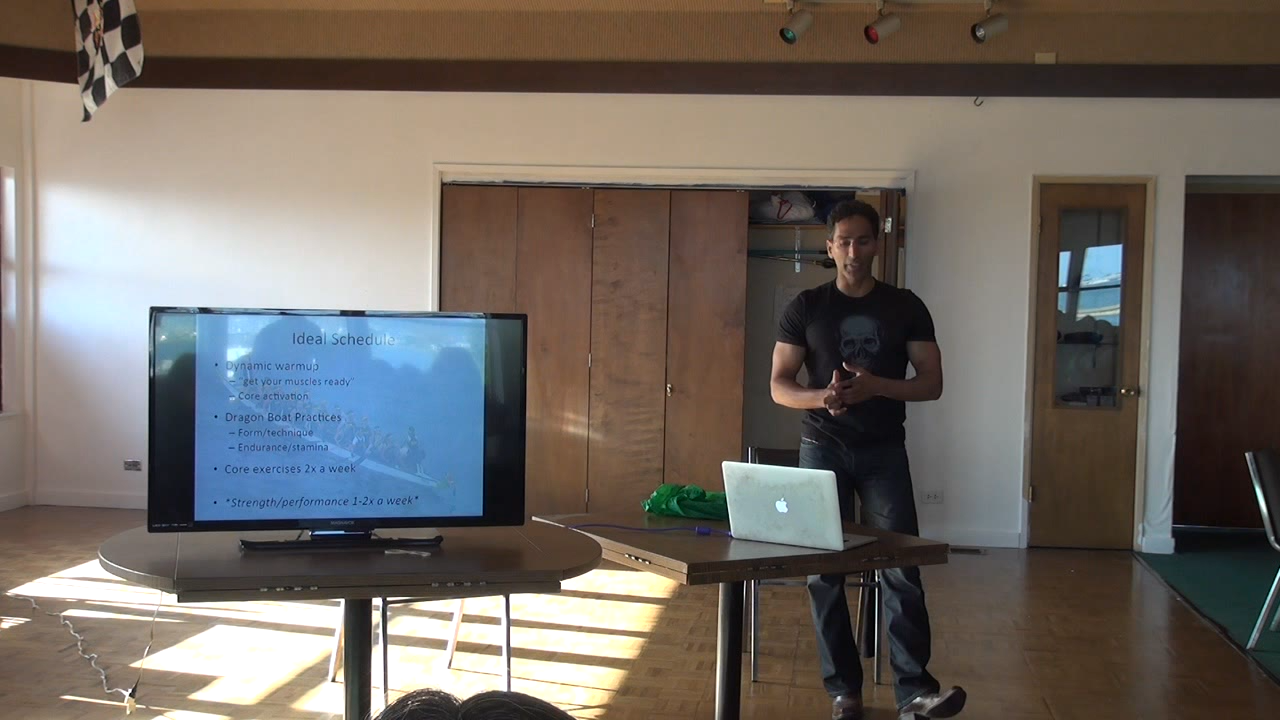 Ideal Schedule
• Dynamic warmup
– "get your muscles ready"
– Core activation
• Dragon Boat Practices
– Form/technique
– Endurance/stamina
• Core exercises 2x a week
• *Strength/performance 1-2x a week*